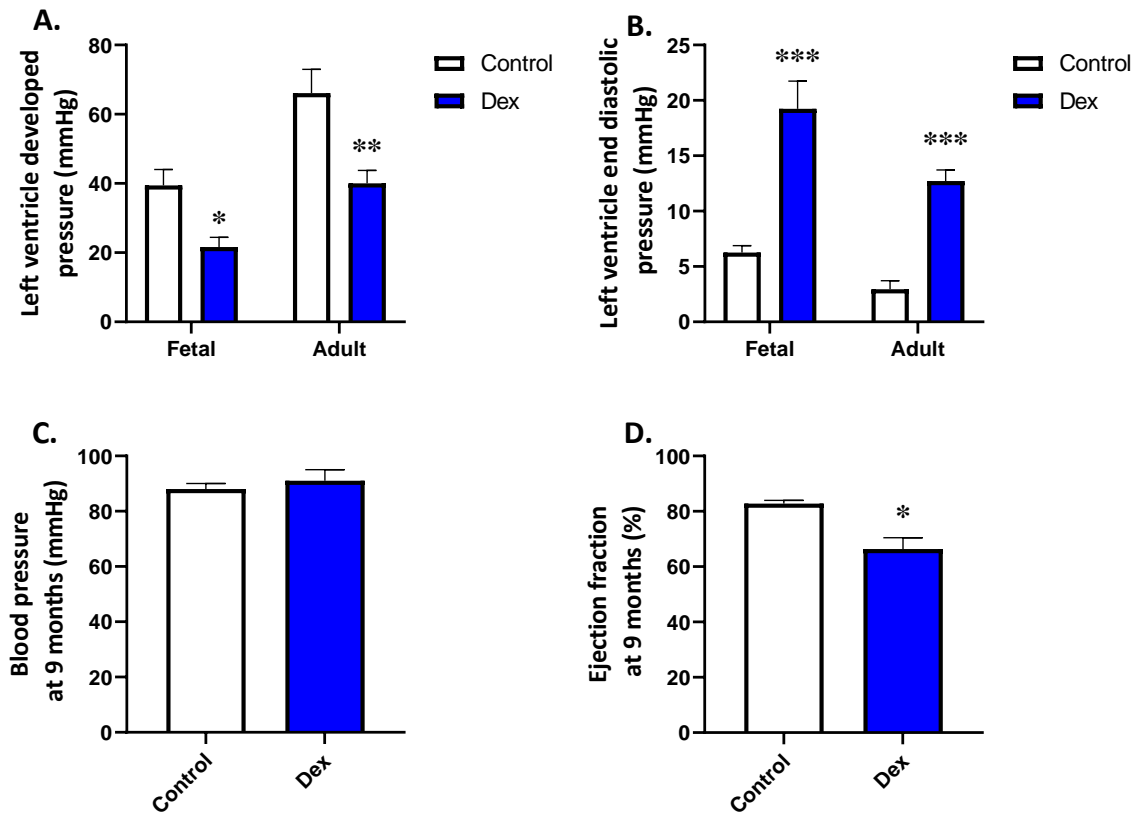 A.
Left ventricle developed
pressure (mmHg)
80
60
40
20
0
*
**
Fetal
Adult
Control
Dex
B.
Left ventricle end diastolic
pressure (mmHg)
25
20
15
10
5
0
***
***
Fetal
Adult
Control
Dex
C.
Blood pressure
at 9 months (mmHg)
100
80
60
40
20
0
Control
Dex
D.
Ejection fraction
at 9 months (%)
100
80
60
40
20
0
*
Control
Dex